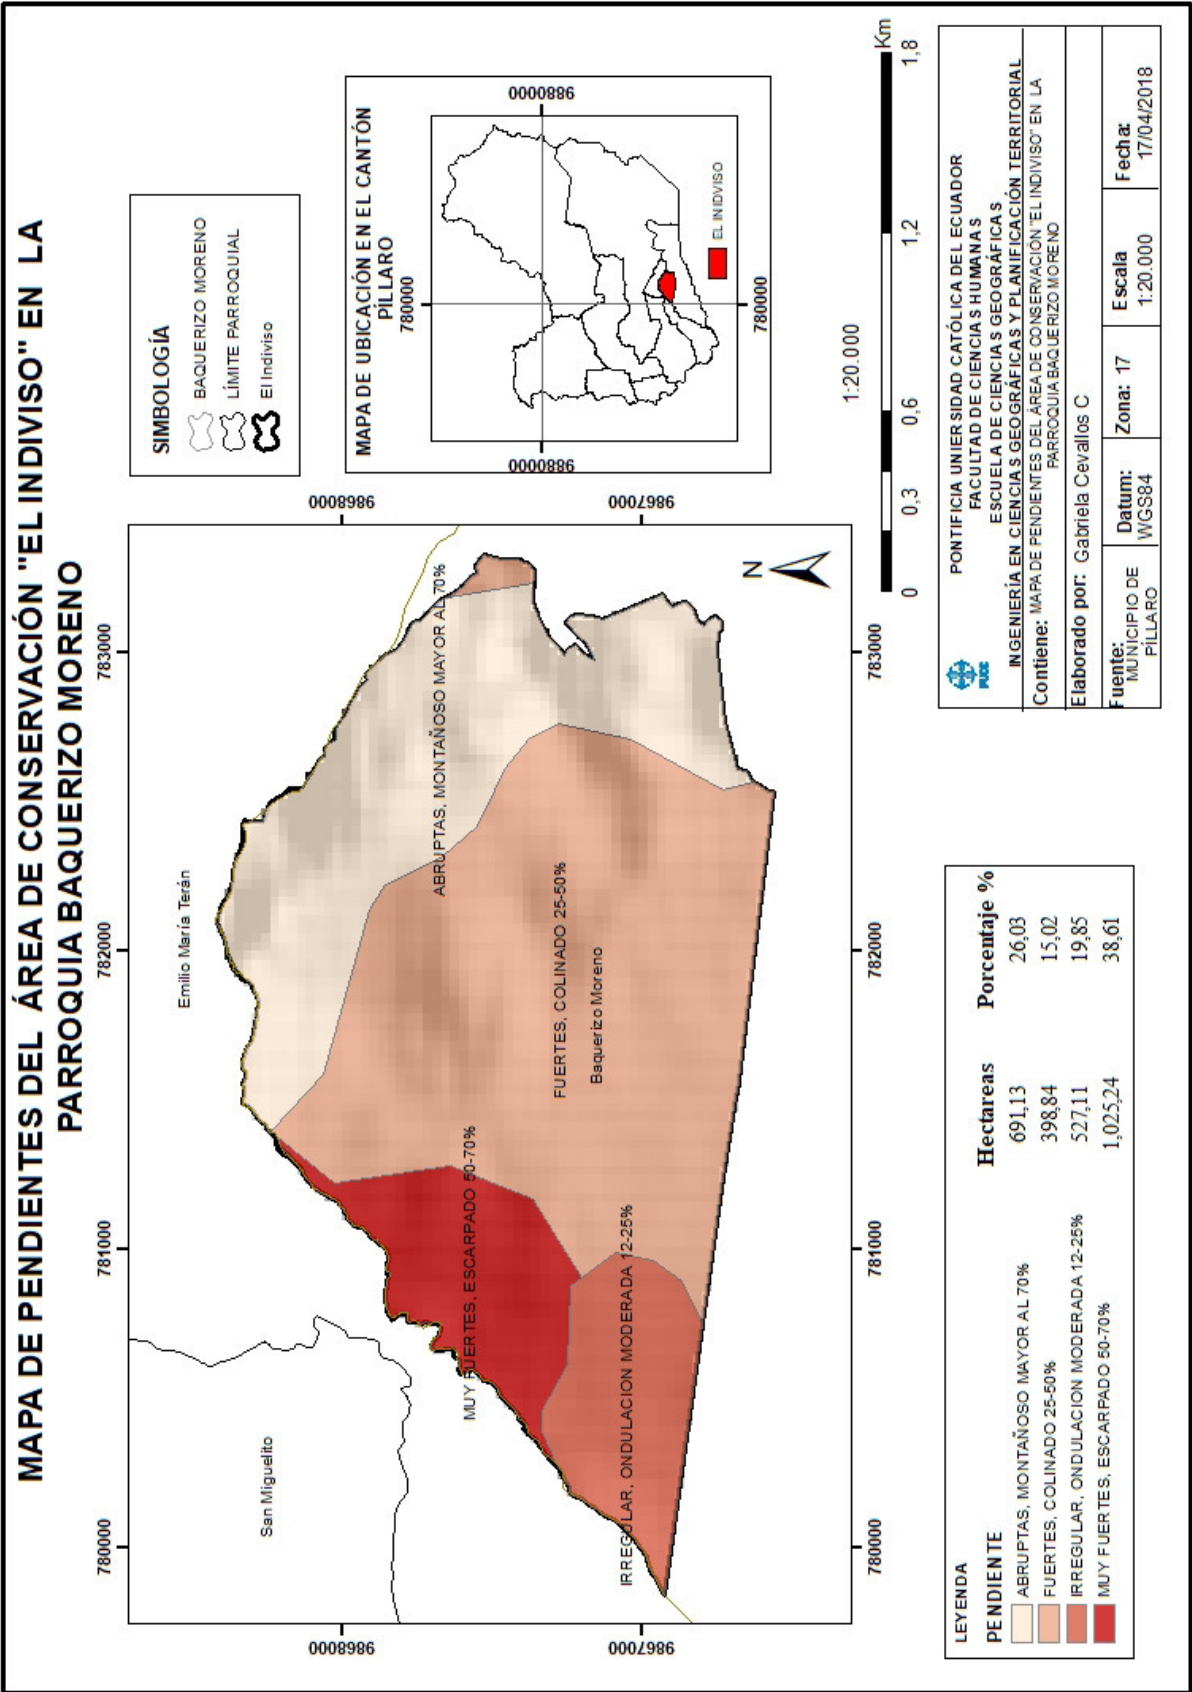 MAPA DE PENDIENTES DEL ÁREA DE CONSERVACIÓN "EL INDIVISO" EN LA
PARROQUIA BAQUERIZO MORENO
780000
781000
782000
783000
9868000
9867000
9868000
9867000
780000
781000
782000
783000
San Miguelito
Emilio María Terán
ABRUPTAS, MONTAÑOSO MAYOR AL 70%
MUY FUERTES, ESCARPADO 50-70%
FUERTES, COLINADO 25-50%
Baquerizo Moreno
IRREGULAR, ONDULACION MODERADA 12-25%
N
SIMBOLOGÍA
BAQUERIZO MORENO
LÍMITE PARROQUIAL
El Indiviso
MAPA DE UBICACIÓN EN EL CANTÓN
PÍLLARO
780000
9880000
9880000
780000
EL INIDVISO
1:20.000
0 0,3 0,6 1,2 1,8
Km
LEYENDA
PENDIENTE Hectareas Porcentaje %
ABRUPTAS, MONTAÑOSO MAYOR AL 70% 691,13 26,03
FUERTES, COLINADO 25-50% 398,84 15,02
IRREGULAR, ONDULACION MODERADA 12-25% 527,11 19,85
MUY FUERTES, ESCARPADO 50-70% 1,025,24 38,61
PUCE
PONTIFICIA UNIERSIDAD CATÓLICA DEL ECUADOR
FACULTAD DE CIENCIAS HUMANAS
ESCUELA DE CIENCIAS GEOGRÁFICAS
INGENIERÍA EN CIENCIAS GEOGRÁFICAS Y PLANIFICACIÓN TERRITORIAL
Contiene: MAPA DE PENDIENTES DEL ÁREA DE CONSERVACIÓN "EL INDIVISO" EN LA
PARROQUIA BAQUERIZO MORENO
Elaborado por: Gabriela Cevallos C
Fuente:
MUNICIPIO DE
PÍLLARO
Datum:
WGS84
Zona: 17
Escala
1:20.000
Fecha:
17/04/2018